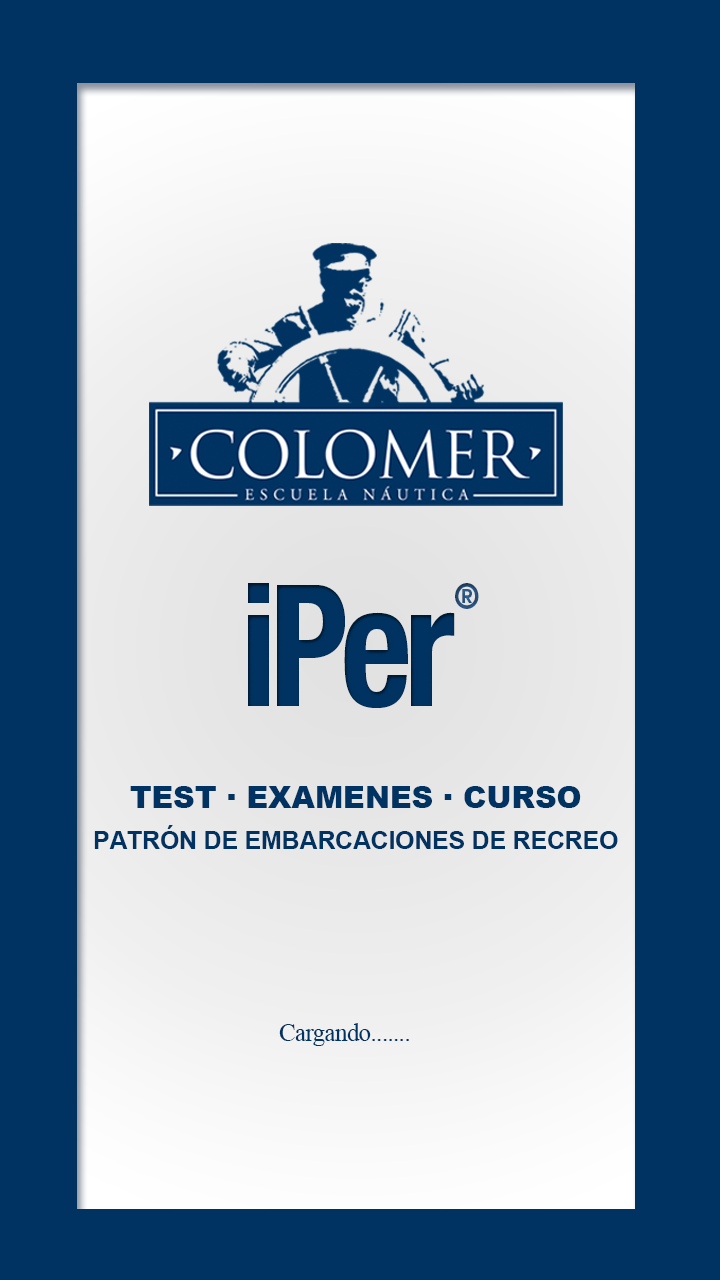 COLOMER
ESCUELA NÁUTICA
iPer®
TEST · EXAMENES · CURSO
PATRÓN DE EMBARCACIONES DE RECREO
Cargando.......